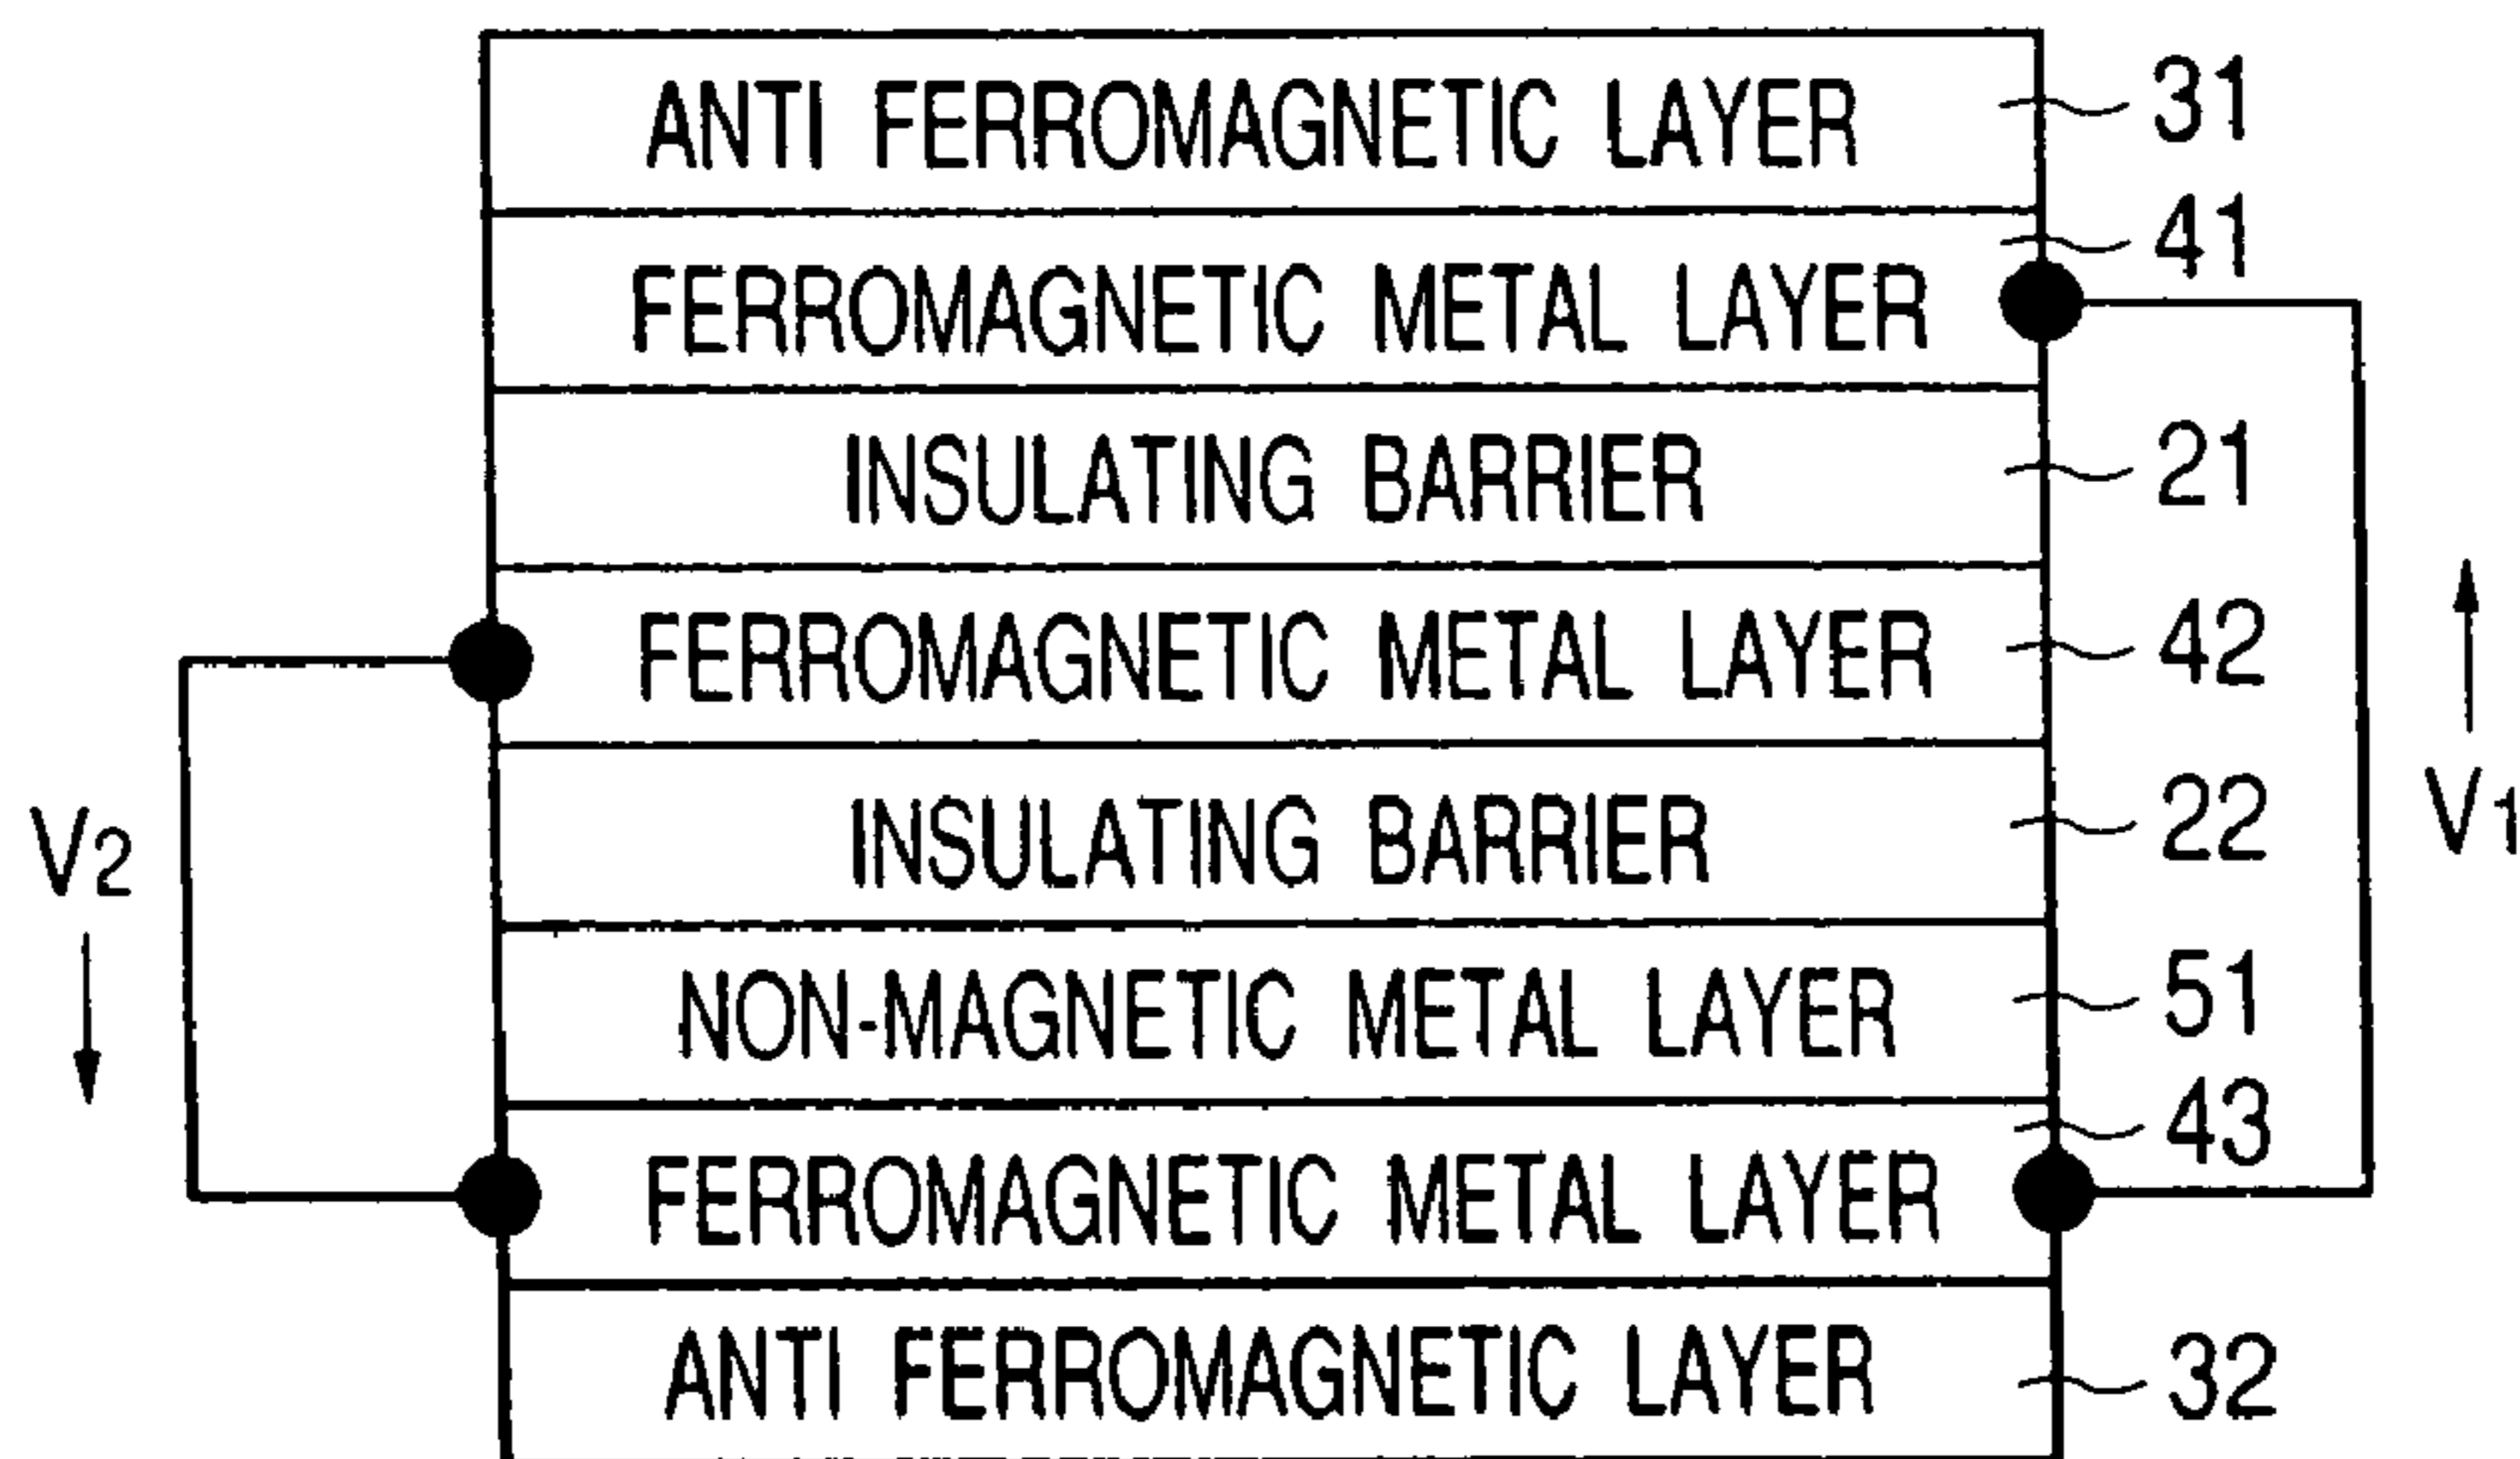 ANTI FERROMAGNETIC LAYER 31
41
FERROMAGNETIC METAL LAYER
INSULATING BARRIER 21
FERROMAGNETIC METAL LAYER 42
INSULATING BARRIER 22
V2
V1
NON-MAGNETIC METAL LAYER 51
43
FERROMAGNETIC METAL LAYER
ANTI FERROMAGNETIC LAYER 32